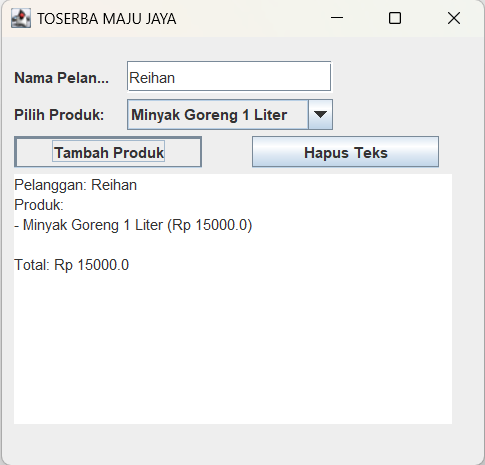 TOSERBA MAJU JAYA
Nama Pelan...
Reihan
Pilih Produk:
Minyak Goreng 1 Liter
Tambah Produk
Hapus Teks
Pelanggan: Reihan
Produk:
- Minyak Goreng 1 Liter (Rp 15000.0)
Total: Rp 15000.0